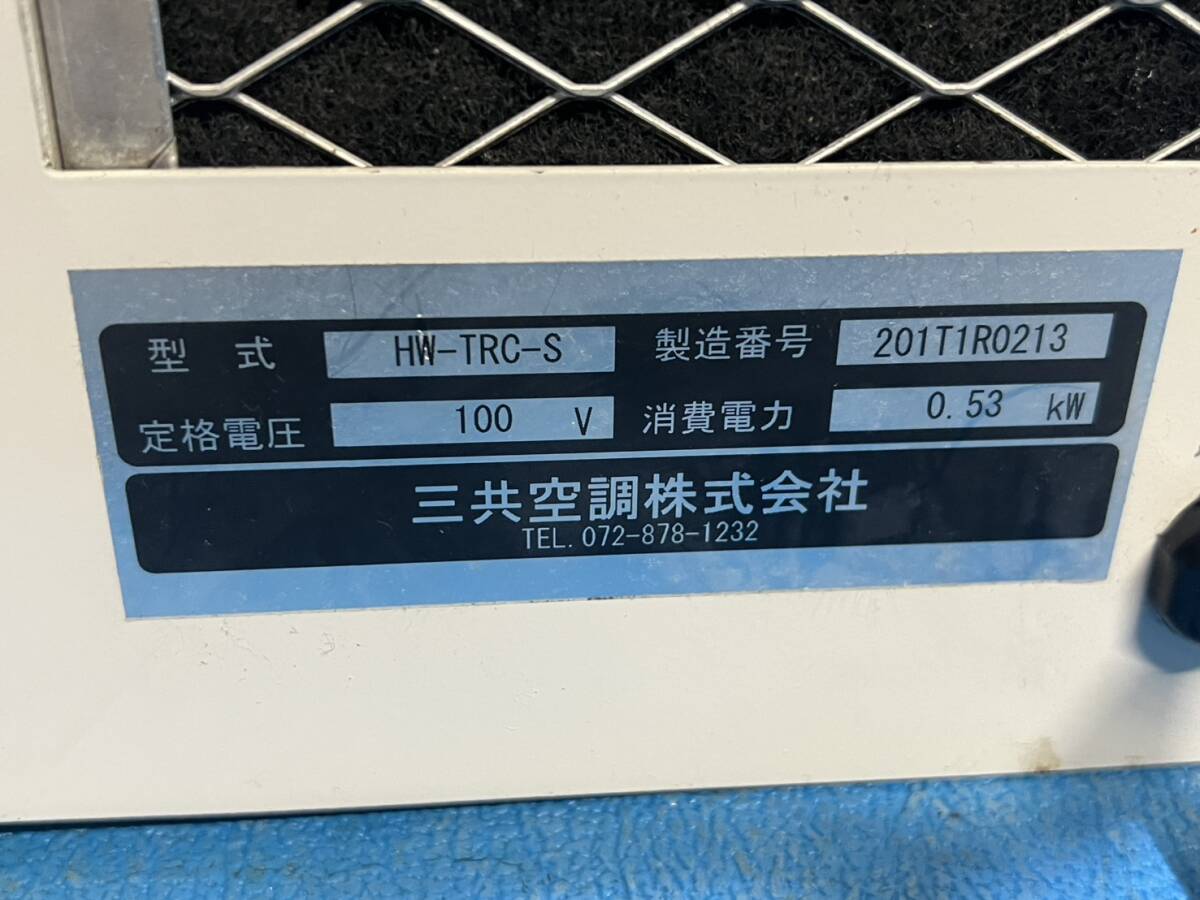 型 式 HW-TRC-S 製造番号 201T1R0213
定格電圧 100 V 消費電力 0.53 kW
三共空調株式会社
TEL. 072-878-1232